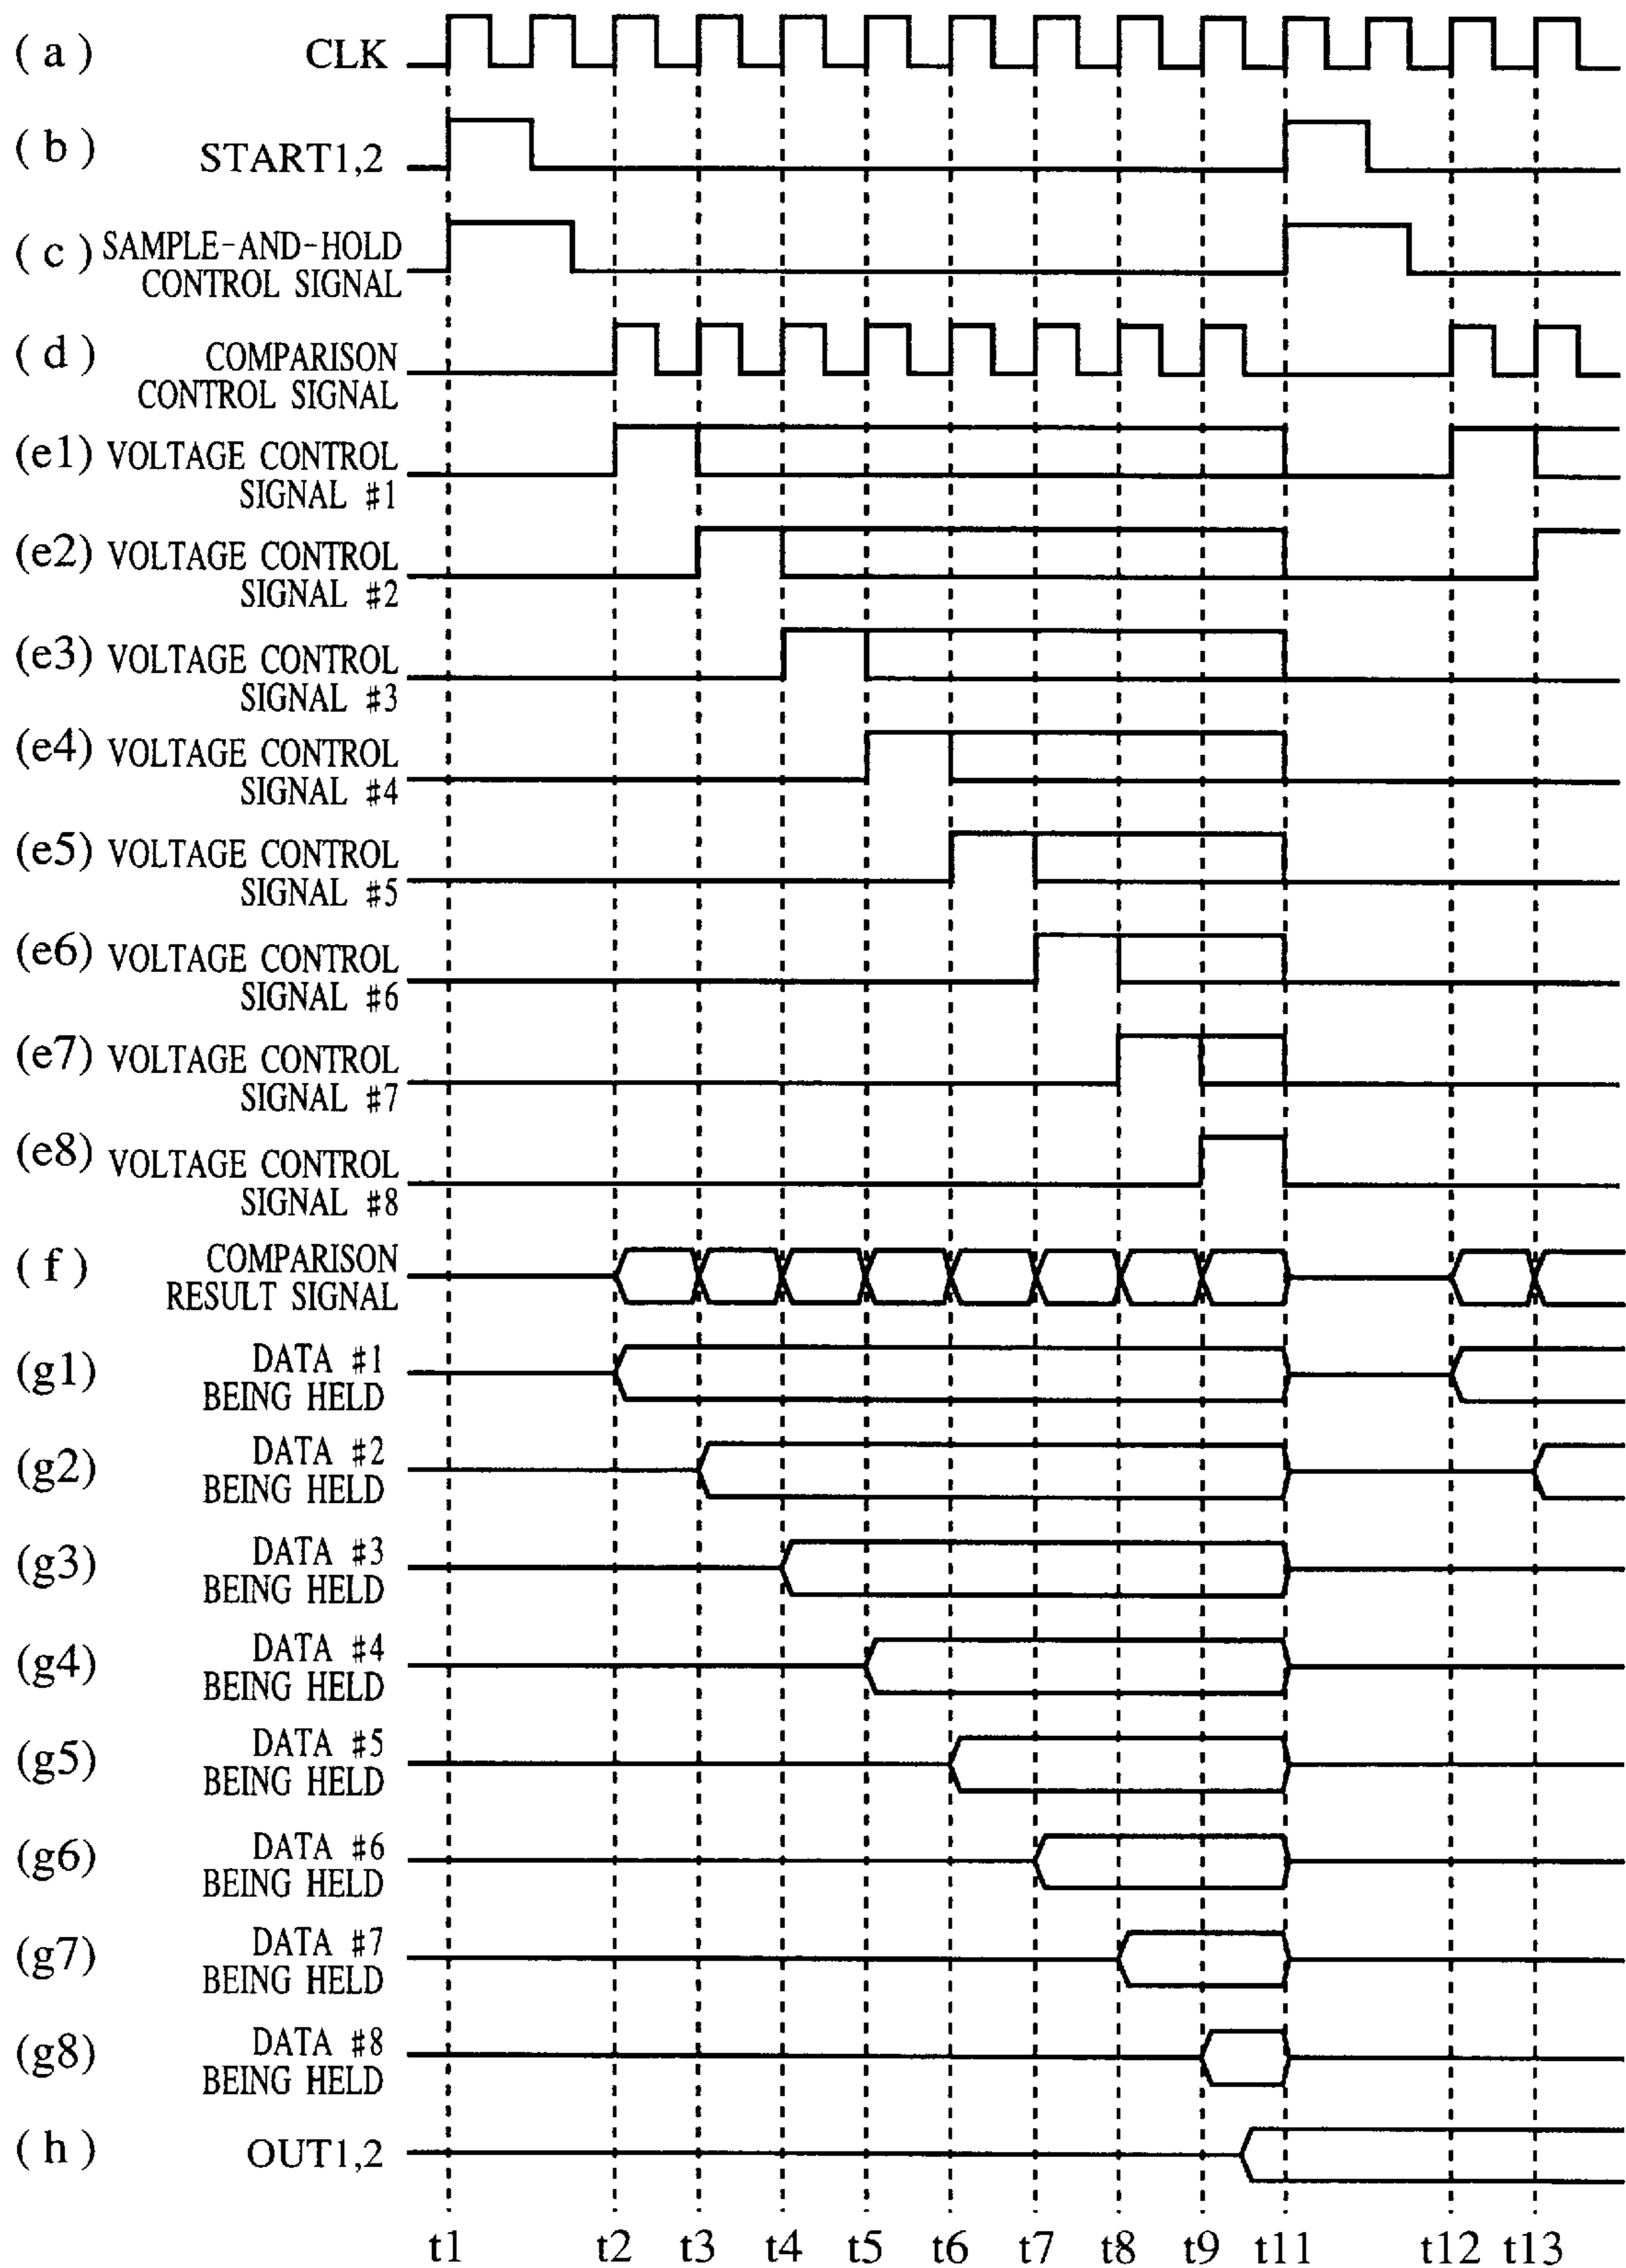 (a) CLK
(b) START1,2
(c) SAMPLE-AND-HOLD
CONTROL SIGNAL
(d) COMPARISON
CONTROL SIGNAL
(e1) VOLTAGE CONTROL
SIGNAL #1
(e2) VOLTAGE CONTROL
SIGNAL #2
(e3) VOLTAGE CONTROL
SIGNAL #3
(e4) VOLTAGE CONTROL
SIGNAL #4
(e5) VOLTAGE CONTROL
SIGNAL #5
(e6) VOLTAGE CONTROL
SIGNAL #6
(e7) VOLTAGE CONTROL
SIGNAL #7
(e8) VOLTAGE CONTROL
SIGNAL #8
(f) COMPARISON
RESULT SIGNAL
(g1) DATA #1
BEING HELD
(g2) DATA #2
BEING HELD
(g3) DATA #3
BEING HELD
(g4) DATA #4
BEING HELD
(g5) DATA #5
BEING HELD
(g6) DATA #6
BEING HELD
(g7) DATA #7
BEING HELD
(g8) DATA #8
BEING HELD
(h) OUT1,2
t1 t2 t3 t4 t5 t6 t7 t8 t9 t11 t12 t13